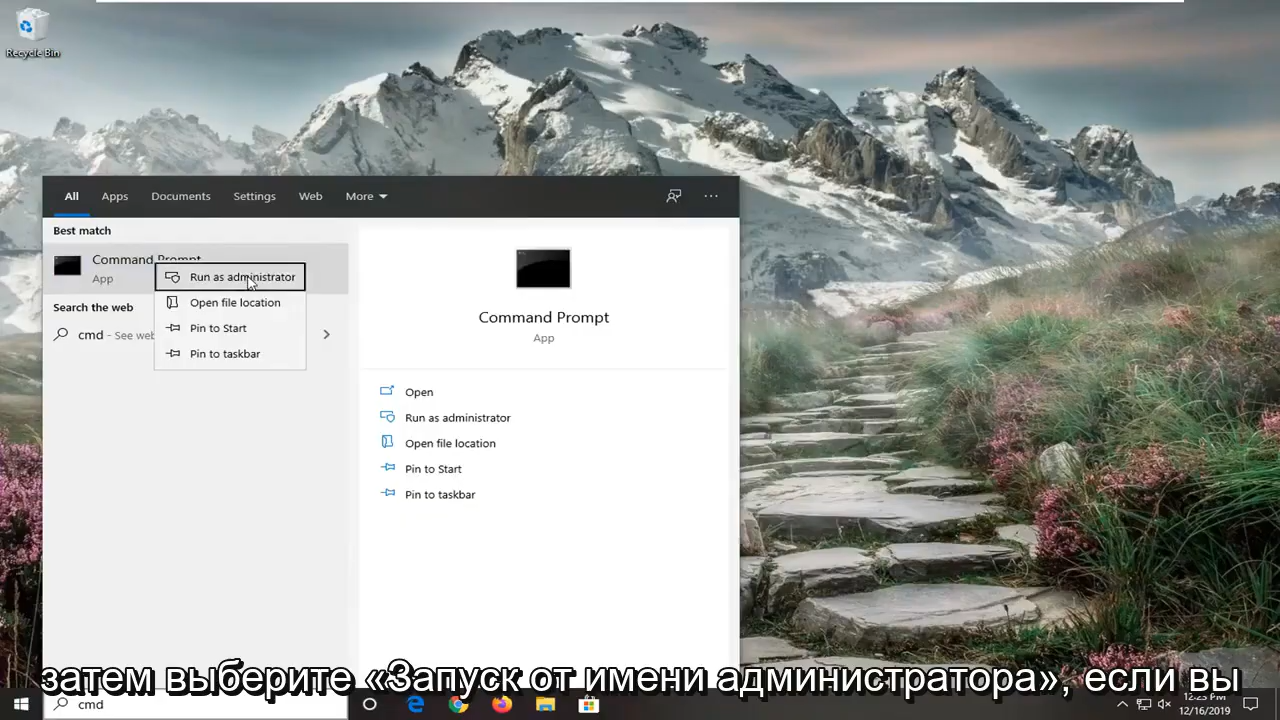 Recycle Bin
All Apps Documents Settings Web More
Best match
Command Prompt
App
Run as administrator
Open file location
Pin to Start
Pin to taskbar
Search the web
cmd - See web
Command Prompt
App
Open
Run as administrator
Open file location
Pin to Start
Pin to taskbar
затем выберите «Запуск от имени администратора», если вы
cmd
12:23 PM
12/16/2019